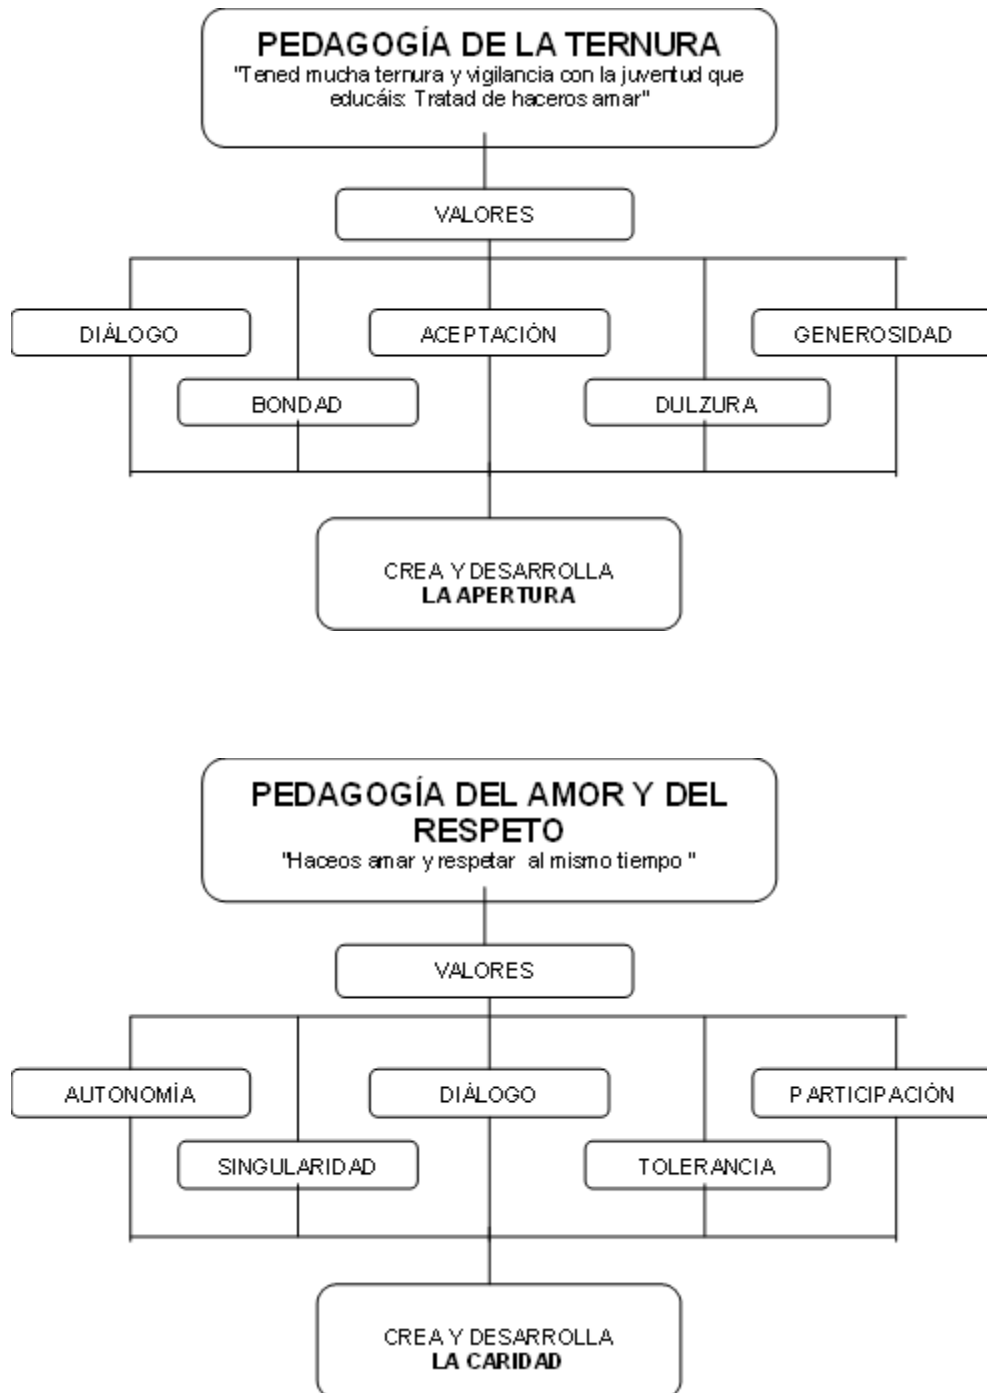 PEDAGOGÍA DE LA TERNURA
"Tened mucha ternura y vigilancia con la juventud que
educáis: Tratad de haceros amar"
VALORES
DIÁLOGO
ACEPTACIÓN
GENEROSIDAD
BONDAD
DULZURA
CREA Y DESARROLLA
LA APERTURA
PEDAGOGÍA DEL AMOR Y DEL
RESPETO
"Haceos amar y respetar al mismo tiempo "
VALORES
AUTONOMÍA
DIÁLOGO
PARTICIPACIÓN
SINGULARIDAD
TOLERANCIA
CREA Y DESARROLLA
LA CARIDAD